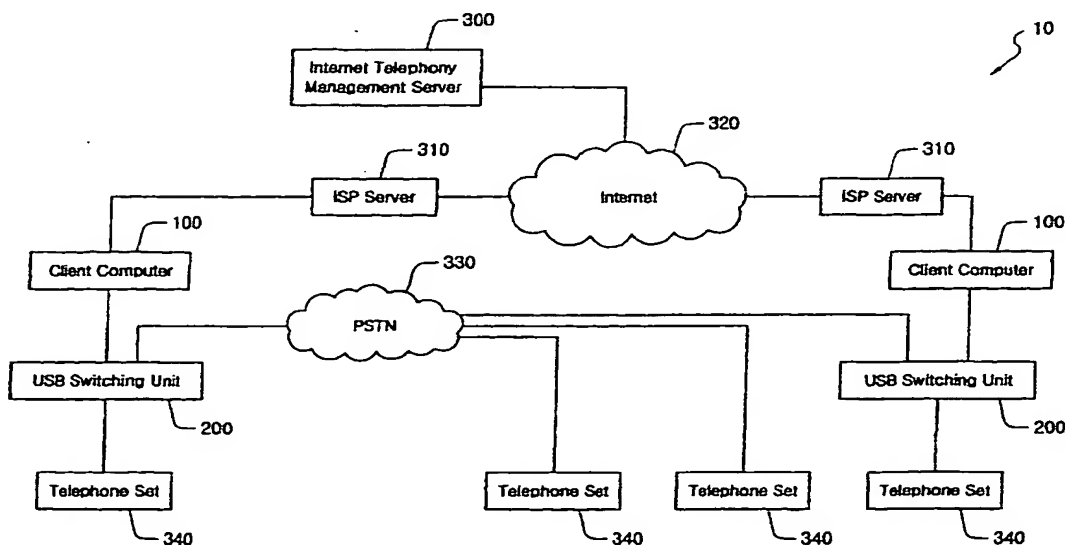 300
10
Internet Telephony
Management Server
320
310
310
ISP Server
Internet
ISP Server
100
100
Client Computer
330
Client Computer
PSTN
USB Switching Unit
USB Switching Unit
200
200
Telephone Set
Telephone Set
Telephone Set
Telephone Set
340
340
340
340